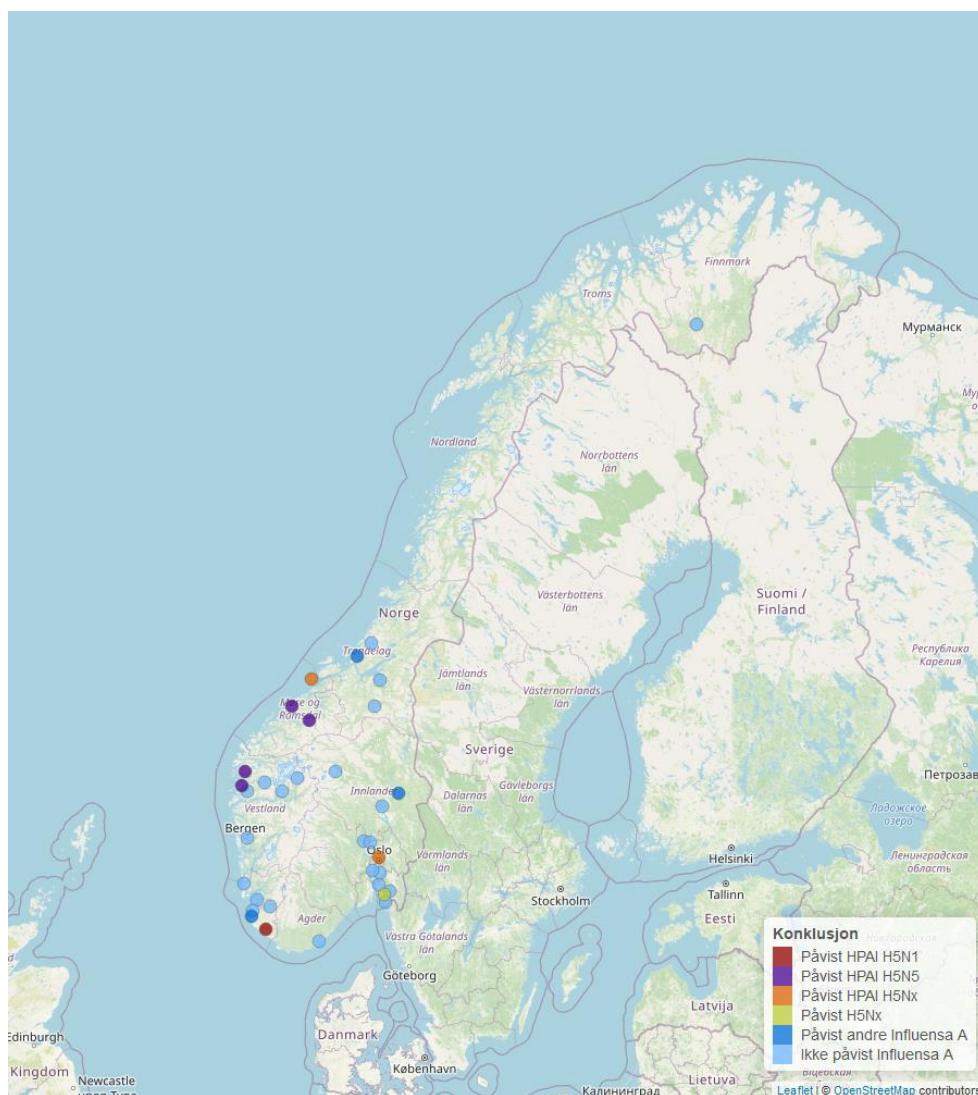 Finnmark
Troms
Мурманск
Nordland
Norrbottens
län
Norge
Västerbottens
län
Suomi /
Finland
Trøndelag
Jämtlands
län
Республика
Карелия
Møre og
Romsdal
Västernorrlands
län
Sverige
Innlandet
Dalarnas
län
Gävleborgs
län
Vestland
Bergen
Oslo
Värmlands
län
Helsinki
Ладожское
озеро
Ленинградская
область
Tallinn
Eesti
Stockholm
Agder
Västra Götalands
län
Göteborg
Latvija
Danmark
København
Edinburgh
Kingdom
Newcastle
upon Tyne
Lietuva
Калининград
Konklusjon
Påvist HPAI H5N1
Påvist HPAI H5N5
Påvist HPAI H5Nx
Påvist H5Nx
Påvist andre Influensa A
Ikke påvist Influensa A
Leaflet | © OpenStreetMap contributors